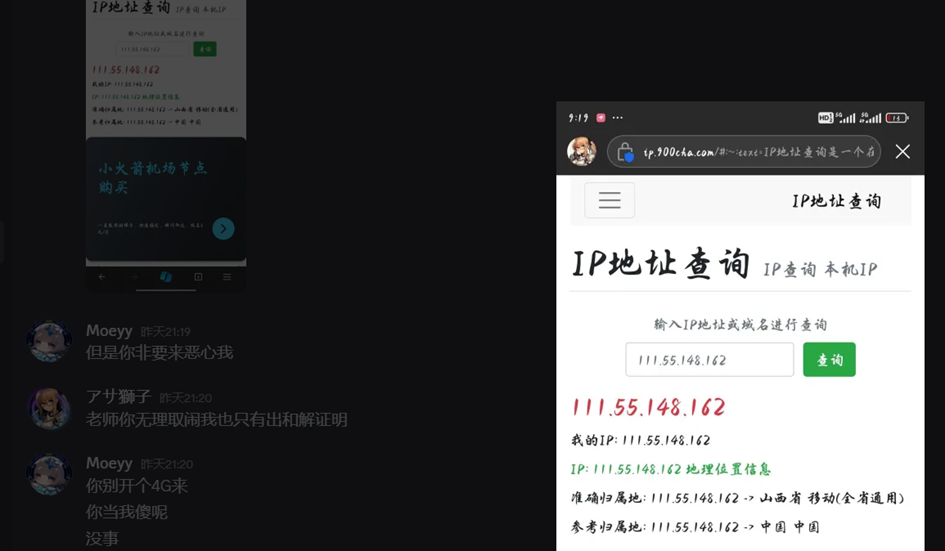 IP地址查询 IP查询 本机IP
输入IP地址或域名进行查询
111.55.148.162 查询
111.55.148.162
我的IP: 111.55.148.162
IP: 111.55.148.162 地理位置信息
准确归属地: 111.55.148.162 -> 山西省 移动(全省通用)
参考归属地: 111.55.148.162 -> 中国 中国
小火箭机场节点
购买
Moeyy 昨天21:19
但是你非要来恶心我
アサ獅子 昨天21:20
老师你无理取闹我也只有出和解证明
Moeyy 昨天21:20
你别开个4G来
你当我傻呢
没事
9:19 ··· HD 5G 5G
ip.900cha.com/#:~:text=IP地址查询是一个在
IP地址查询
IP地址查询 IP查询 本机IP
输入IP地址或域名进行查询
111.55.148.162 查询
111.55.148.162
我的IP: 111.55.148.162
IP: 111.55.148.162 地理位置信息
准确归属地: 111.55.148.162 -> 山西省 移动(全省通用)
参考归属地: 111.55.148.162 -> 中国 中国